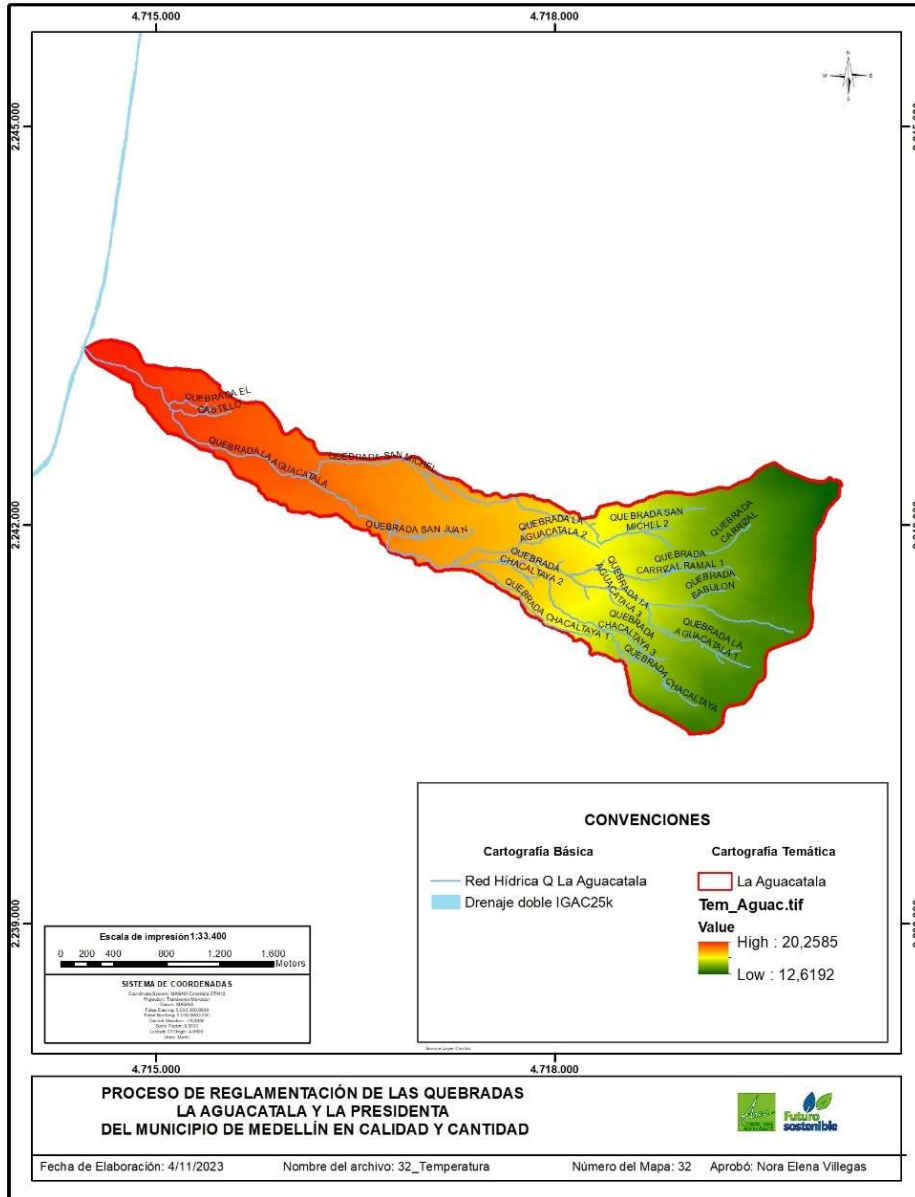 4.715.000
4.718.000
2.245.000
N
W
E
S
QUEBRADA EL
CASTILLO
QUEBRADA LA AGUACATALA
QUEBRADA SAN MICHEL
QUEBRADA SAN JUAN
QUEBRADA LA
AGUACATALA 2
QUEBRADA SAN
MICHEL 2
QUEBRADA
CARRIZAL
QUEBRADA
CHACALTAYA 2
QUEBRADA
CARRIZAL RAMAL 1
QUEBRADA
BABULON
QUEBRADA LA
AGUACATALA 3
QUEBRADA CHACALTAYA 1
QUEBRADA
CHACALTAYA 3
QUEBRADA LA
AGUACATALA 1
QUEBRADA CHACALTAYA
2.242.000
2.239.000
CONVENCIONES
Cartografía Básica
Red Hídrica Q La Aguacatala
Drenaje doble IGAC25k
Cartografía Temática
La Aguacatala
Tem_Aguac.tif
Value
High : 20,2585
Low : 12,6192
Escala de impresión1:33.400
0 200 400 800 1.200 1.600
Meters
SISTEMA DE COORDENADAS
4.715.000
4.718.000
PROCESO DE REGLAMENTACIÓN DE LAS QUEBRADAS
LA AGUACATALA Y LA PRESIDENTA
DEL MUNICIPIO DE MEDELLÍN EN CALIDAD Y CANTIDAD
Futuro
sostenible
Fecha de Elaboración: 4/11/2023 Nombre del archivo: 32_Temperatura Número del Mapa: 32 Aprobó: Nora Elena Villegas